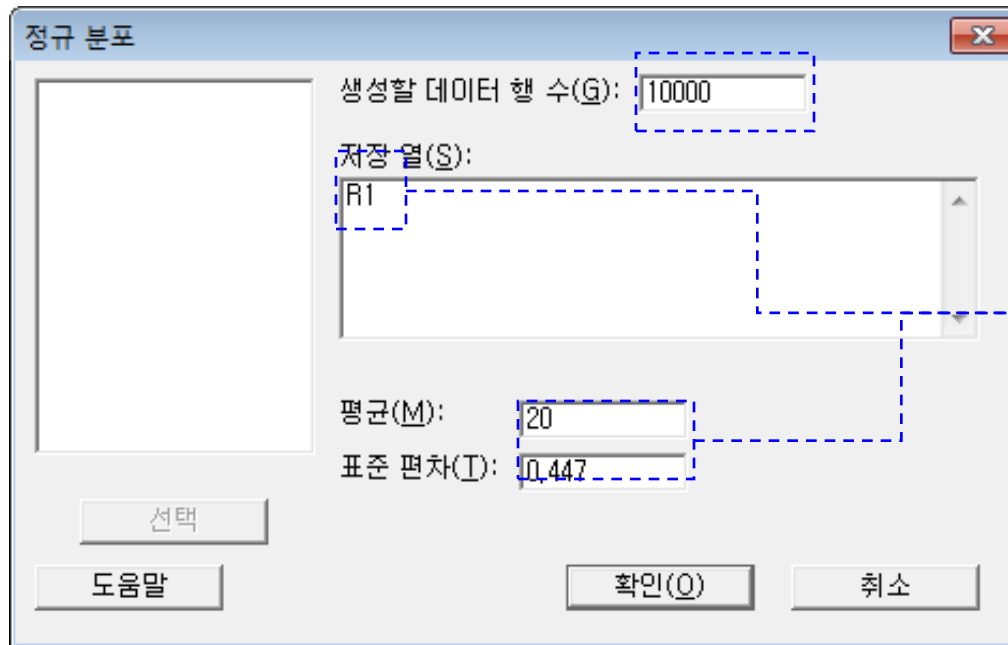 정규 분포
생성할 데이터 행 수(G): 10000
저장 열(S):
R1
평균(M): 20
표준 편차(T): 0.447
선택
도움말 확인(O) 취소